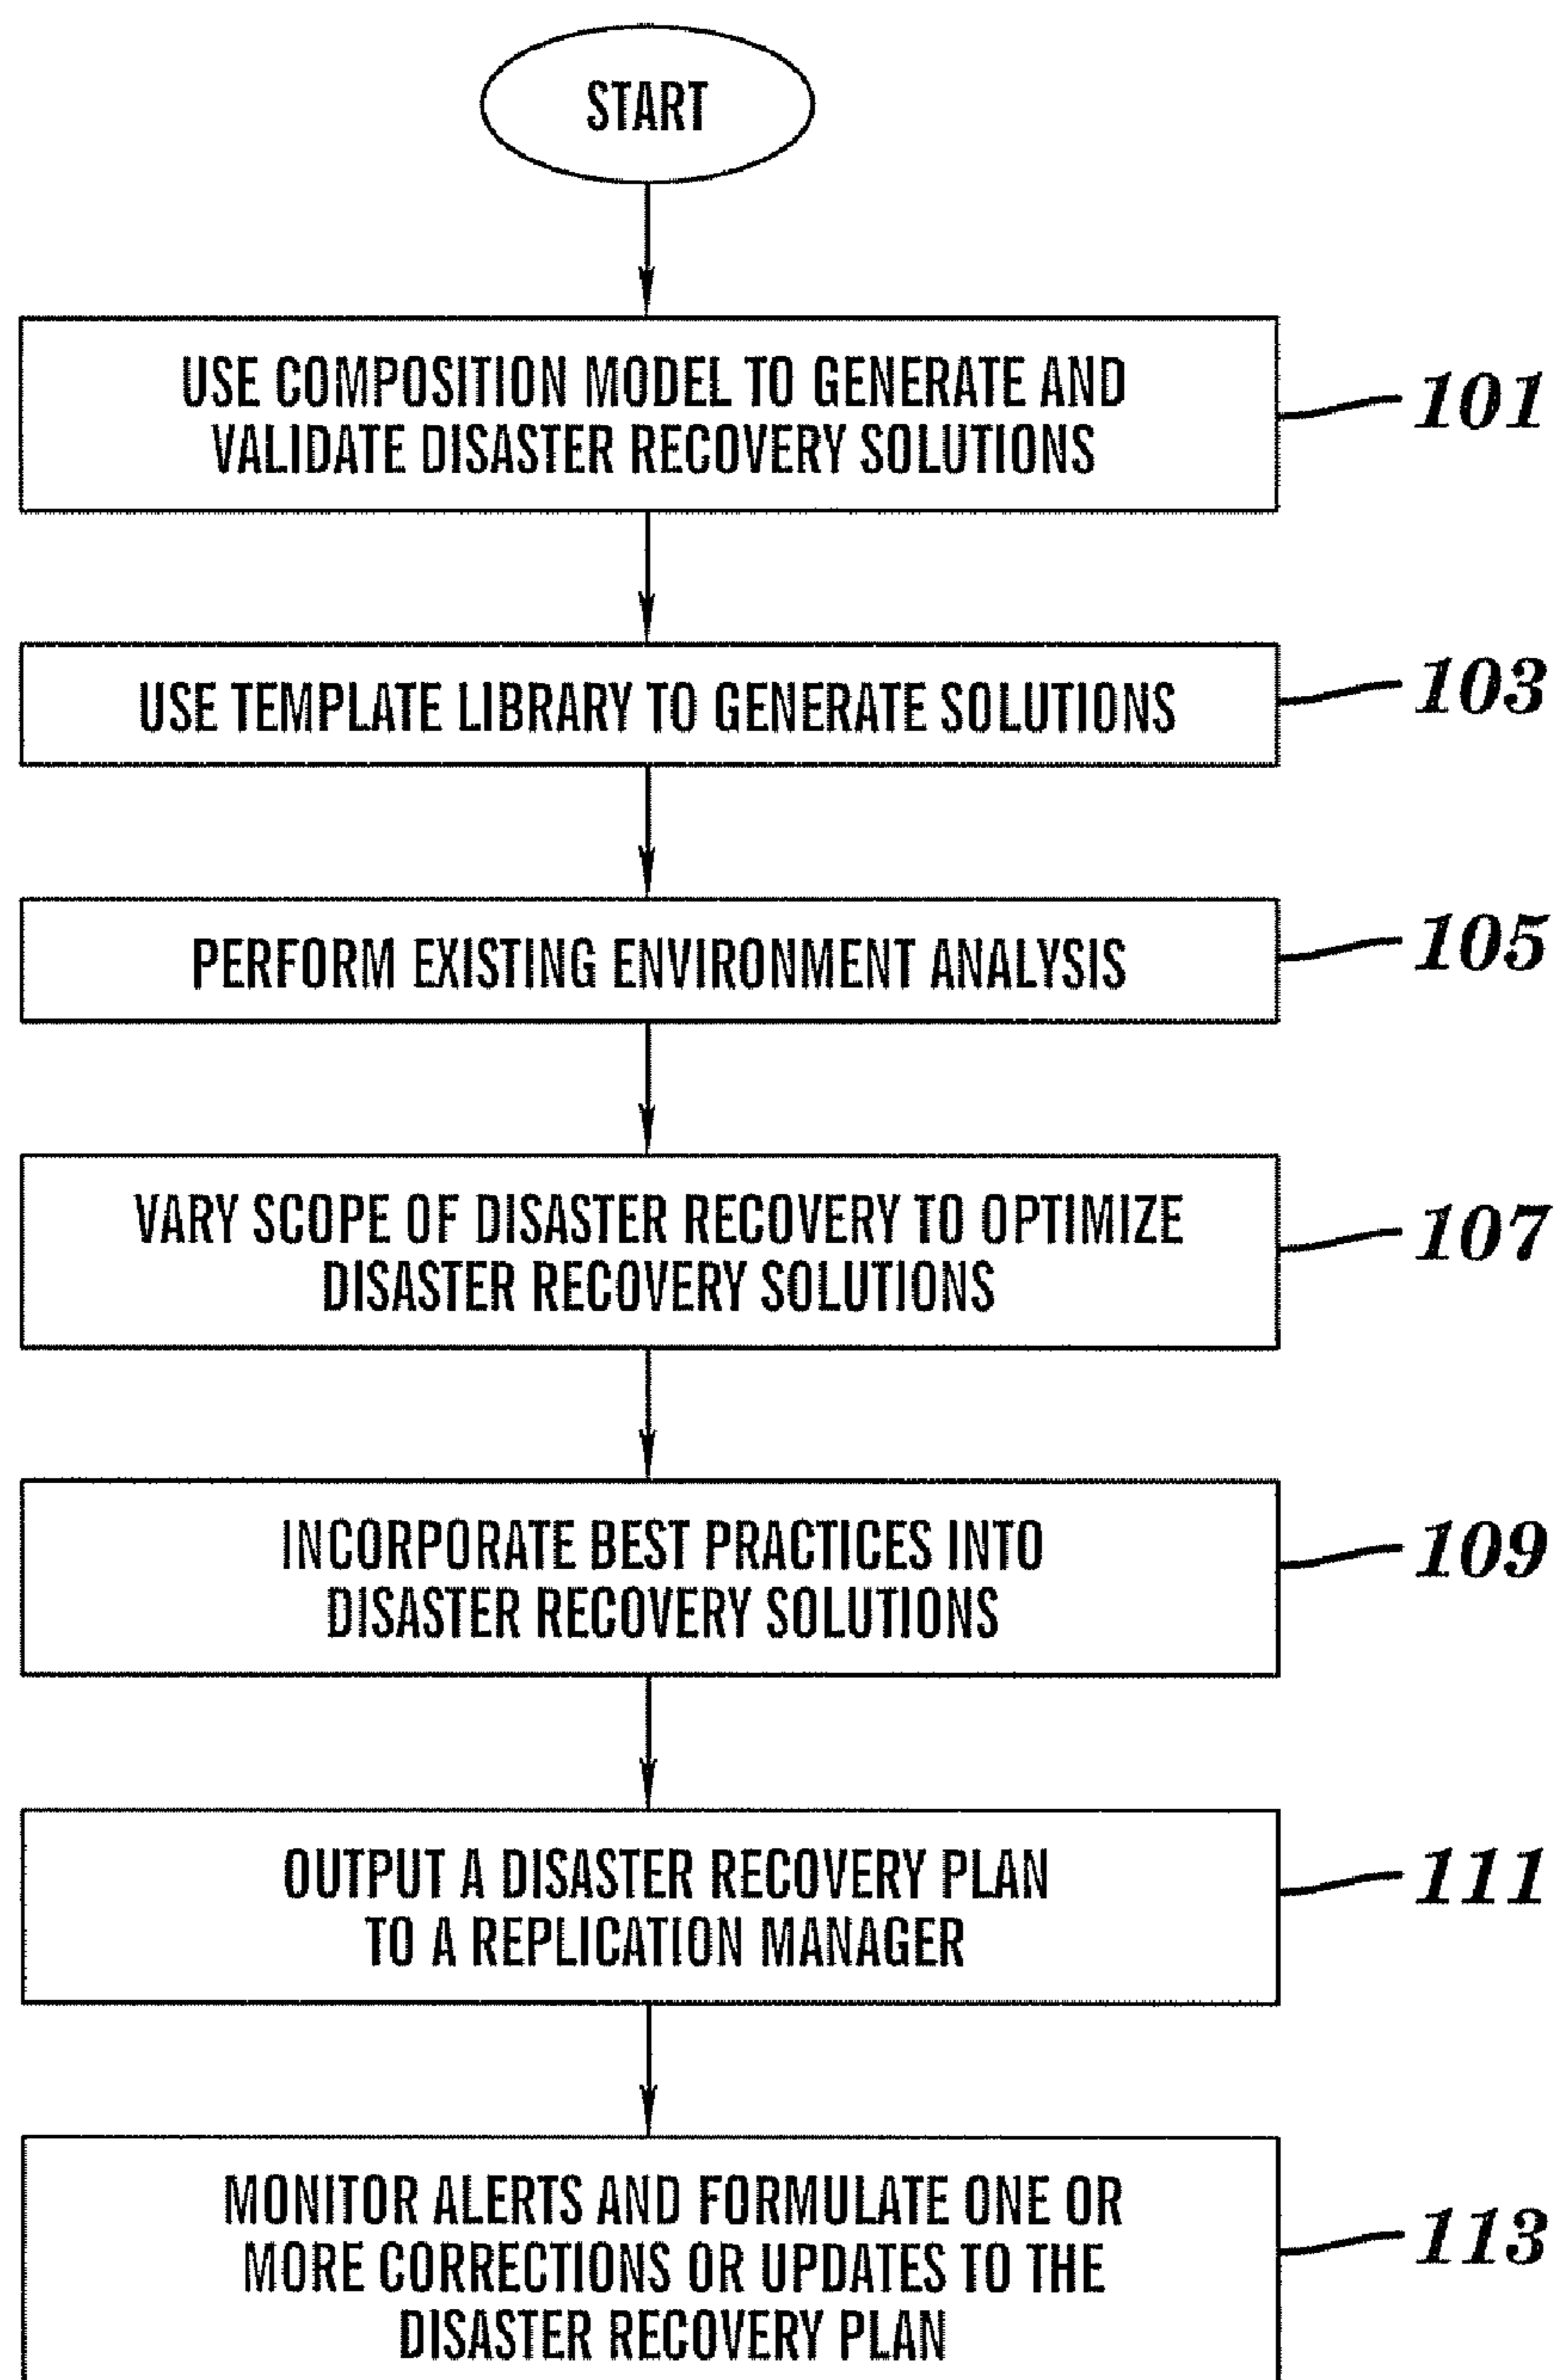 START
USE COMPOSITION MODEL TO GENERATE AND
VALIDATE DISASTER RECOVERY SOLUTIONS
101
USE TEMPLATE LIBRARY TO GENERATE SOLUTIONS
103
PERFORM EXISTING ENVIRONMENT ANALYSIS
105
VARY SCOPE OF DISASTER RECOVERY TO OPTIMIZE
DISASTER RECOVERY SOLUTIONS
107
INCORPORATE BEST PRACTICES INTO
DISASTER RECOVERY SOLUTIONS
109
OUTPUT A DISASTER RECOVERY PLAN
TO A REPLICATION MANAGER
111
MONITOR ALERTS AND FORMULATE ONE OR
MORE CORRECTIONS OR UPDATES TO THE
DISASTER RECOVERY PLAN
113